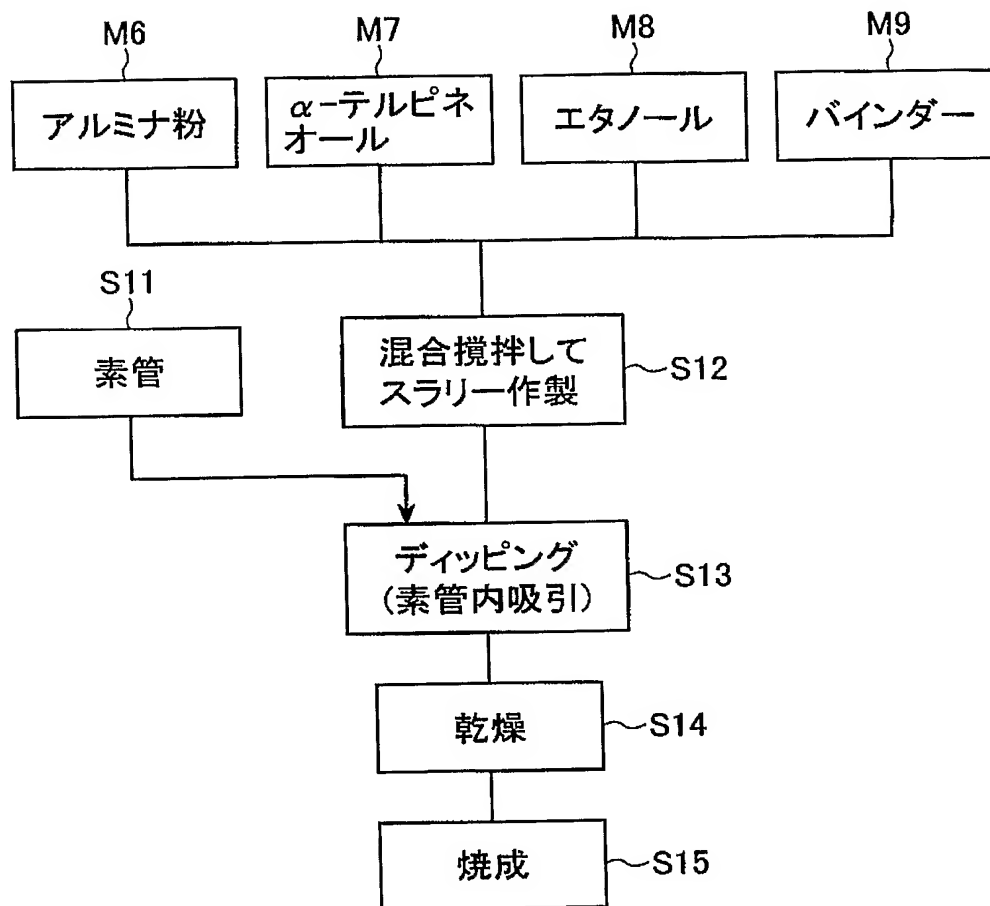 M6
M7
M8
M9
アルミナ粉
α-テルピネ
オール
エタノール
バインダー
S11
素管
混合撹拌して
スラリー作製
S12
ディッピング
(素管内吸引)
S13
乾燥
S14
焼成
S15